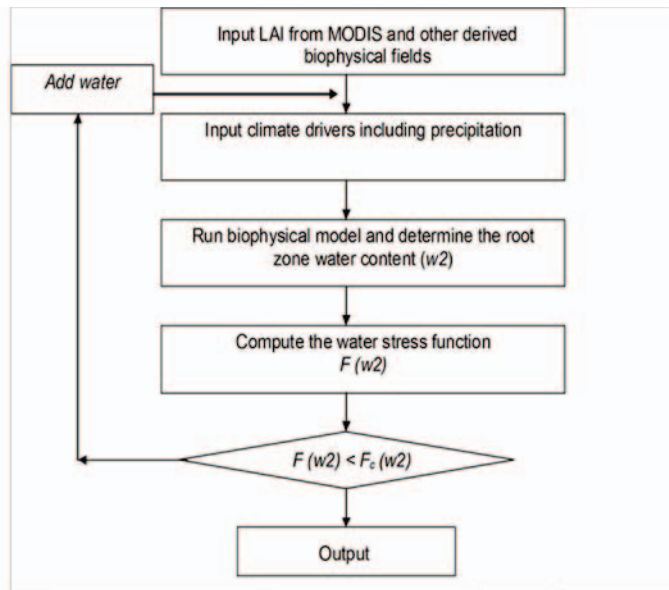 Input LAI from MODIS and other derived
biophysical fields
Add water
Input climate drivers including precipitation
Run biophysical model and determine the root
zone water content (w2)
Compute the water stress function
F (w2)
F (w2) < Fc (w2)
Output